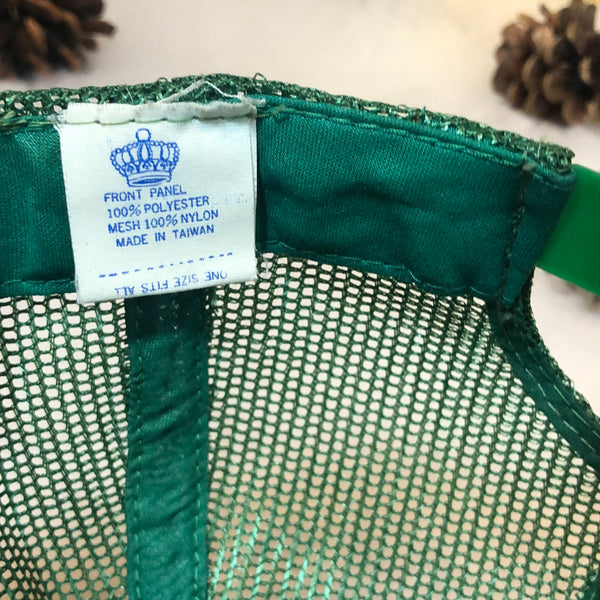 FRONT PANEL
100% POLYESTER
MESH 100% NYLON
MADE IN TAIWAN
ONE SIZE FITS ALL